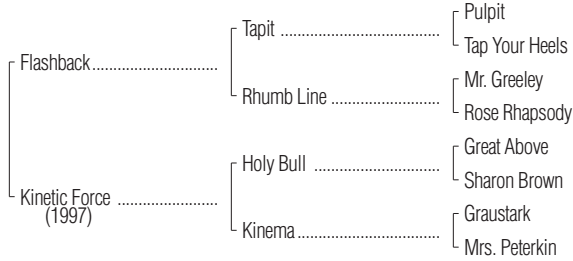 Pulpit
Tapit ..........................................
Tap Your Heels
Flashback.................................
Mr. Greeley
Rhumb Line .............................
Rose Rhapsody
Great Above
Holy Bull ...................................
Sharon Brown
Kinetic Force ..........................
(1997)
Graustark
Kinema......................................
Mrs. Peterkin